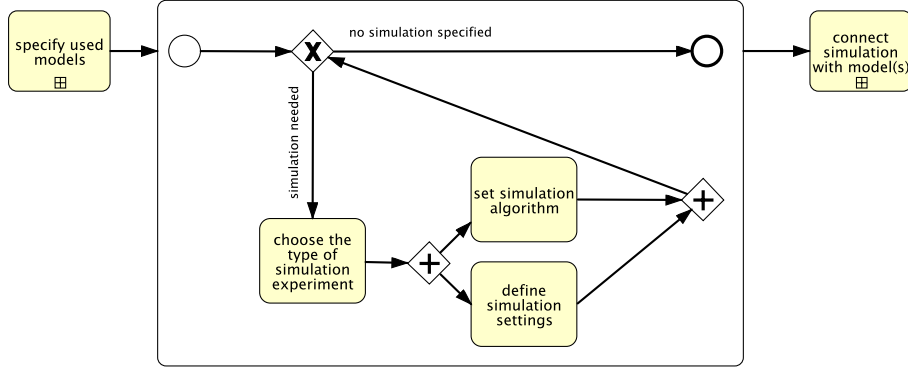 specify used
models
no simulation specified
connect
simulation
with model(s)
simulation needed
set simulation
algorithm
choose the
type of
simulation
experiment
define
simulation
settings